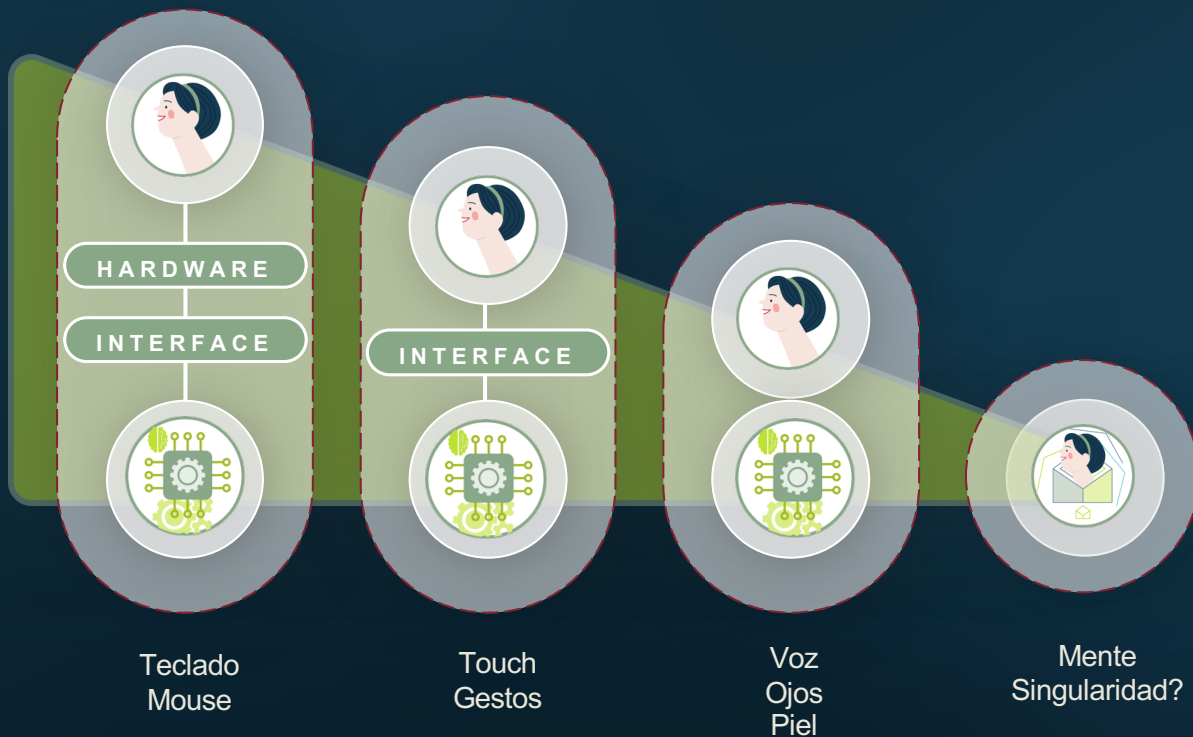 HARDWARE
INTERFACE
INTERFACE
Teclado
Mouse
Touch
Gestos
Voz
Ojos
Piel
Mente
Singularidad?